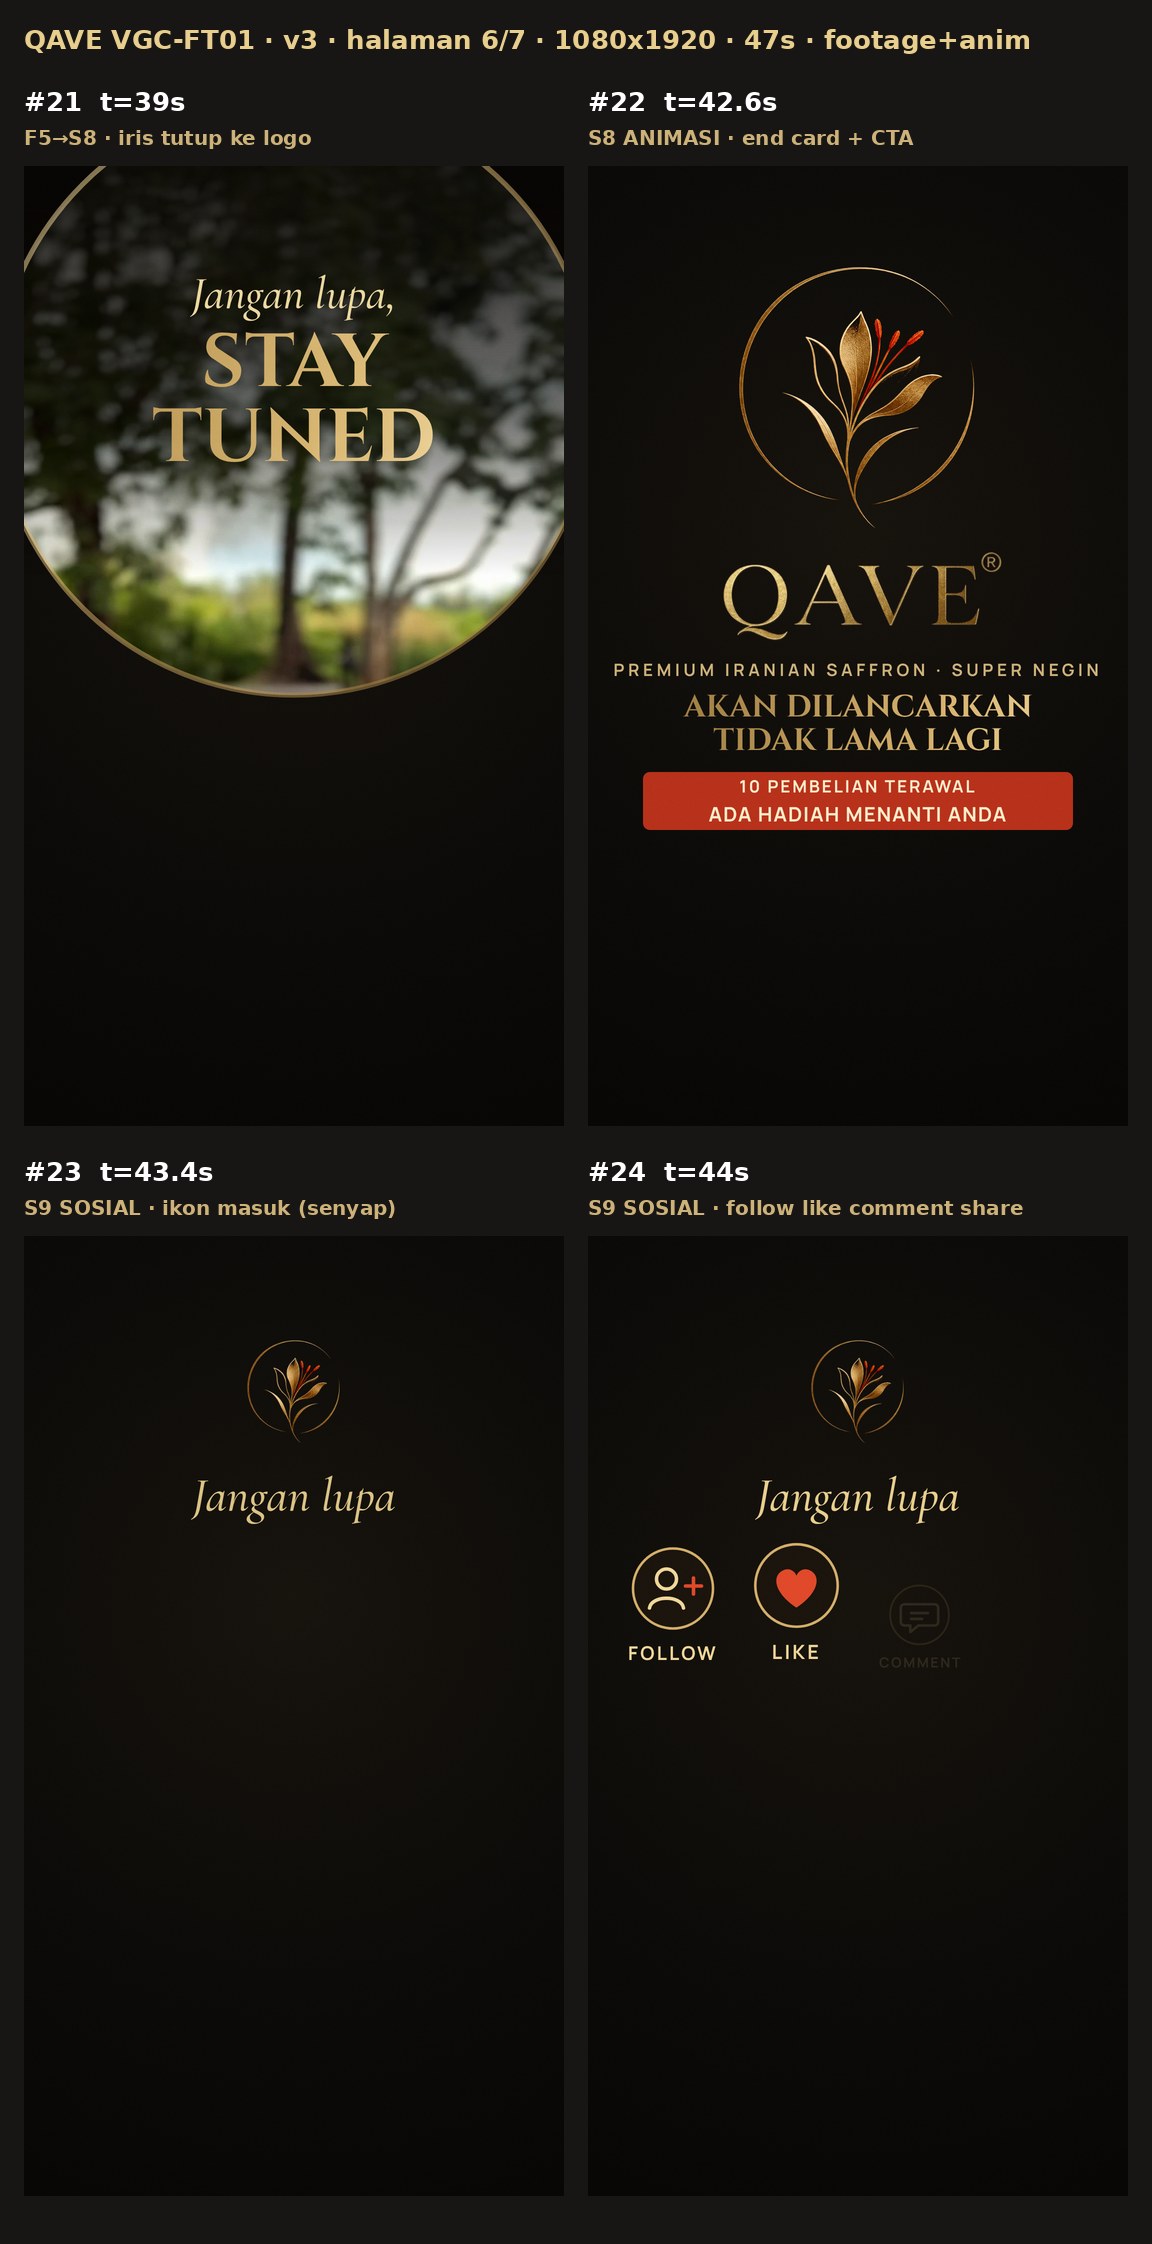 QAVE VGC-FT01 · v3 · halaman 6/7 · 1080x1920 · 47s · footage+anim
#21 t=39s
F5→S8 · iris tutup ke logo
Jangan lupa,
STAY
TUNED
#22 t=42.6s
S8 ANIMASI · end card + CTA
QAVE®
PREMIUM IRANIAN SAFFRON · SUPER NEGIN
AKAN DILANCARKAN
TIDAK LAMA LAGI
10 PEMBELIAN TERAWAL
ADA HADIAH MENANTI ANDA
#23 t=43.4s
S9 SOSIAL · ikon masuk (senyap)
Jangan lupa
#24 t=44s
S9 SOSIAL · follow like comment share
Jangan lupa
FOLLOW
LIKE
COMMENT